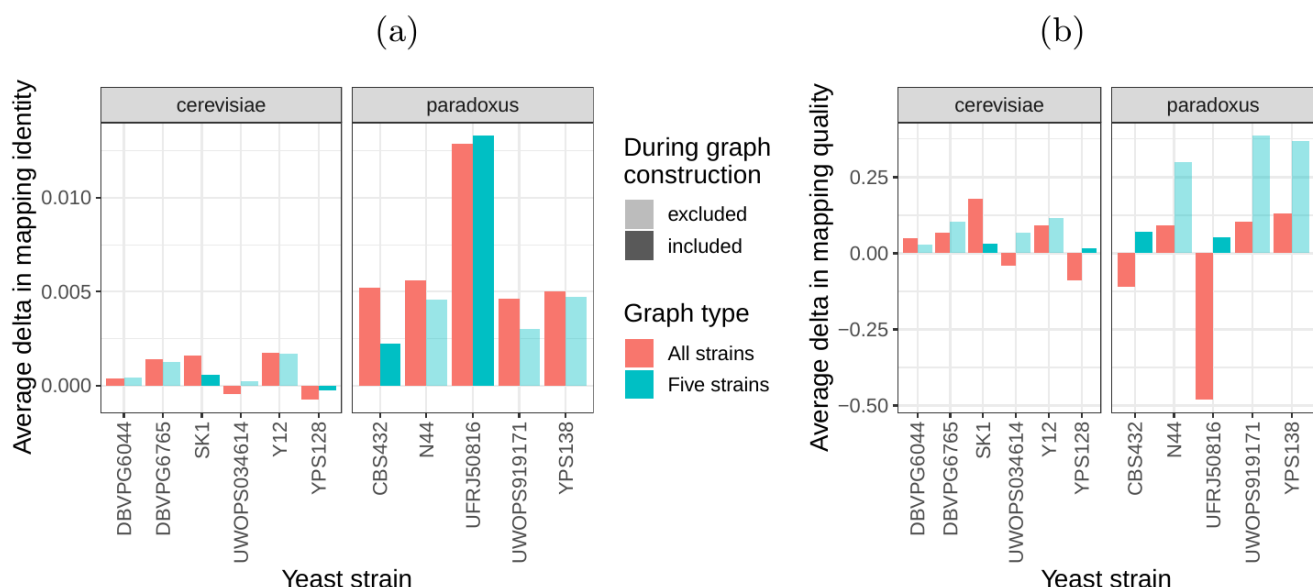 (a)
Average delta in mapping identity
cerevisiae
paradoxus
0.010
0.005
0.000
DBVPG6044
DBVPG6765
SK1
UWOPS034614
Y12
YPS128
CBS432
N44
UFRJ50816
UWOPS919171
YPS138
Yeast strain
During graph
construction
excluded
included
Graph type
All strains
Five strains
(b)
Average delta in mapping quality
cerevisiae
paradoxus
0.25
0.00
−0.25
−0.50
DBVPG6044
DBVPG6765
SK1
UWOPS034614
Y12
YPS128
CBS432
N44
UFRJ50816
UWOPS919171
YPS138
Yeast strain